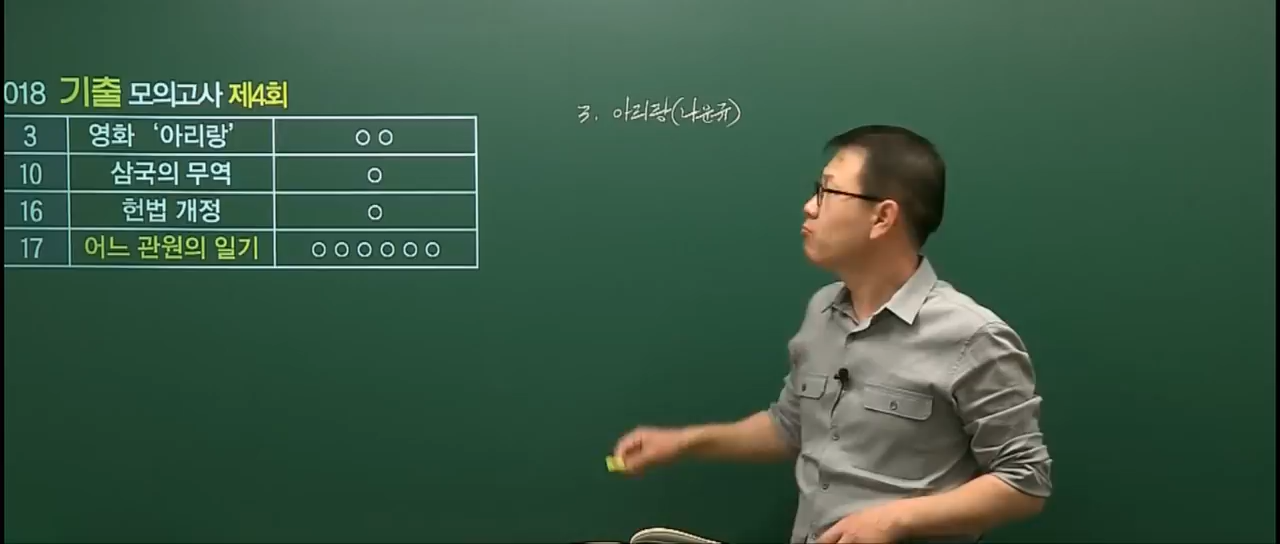 018 기출 모의고사 제4회
3 영화 ‘아리랑’ ○ ○
10 삼국의 무역 ○
16 헌법 개정 ○
17 어느 관원의 일기 ○ ○ ○ ○ ○ ○
3. 아리랑(나운규)